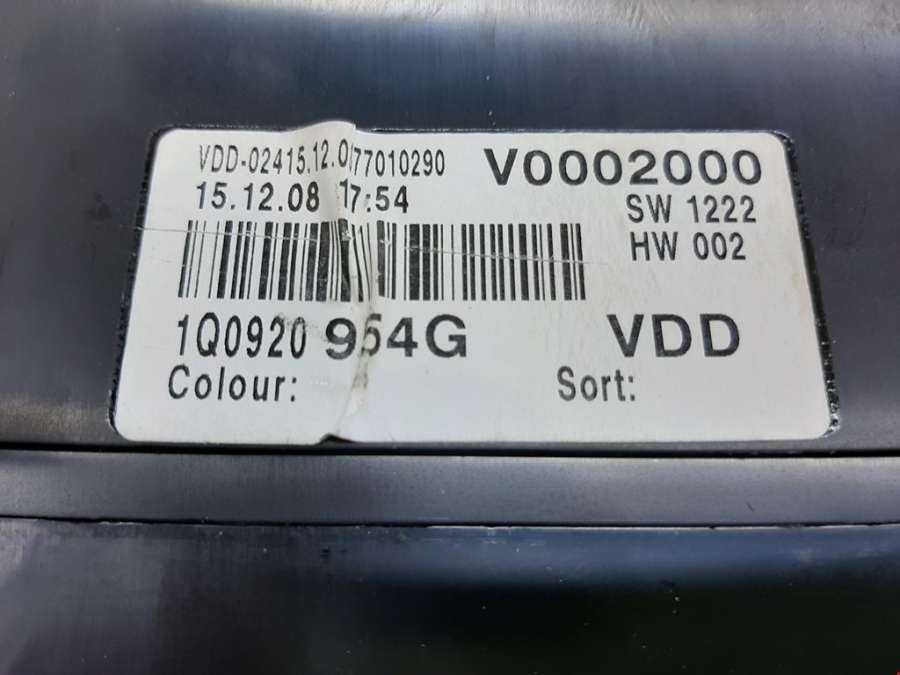 VDD-02415.12.0 77010290
V0002000
15.12.08 17:54
SW 1222
HW 002
1Q0920 954G
VDD
Colour:
Sort: